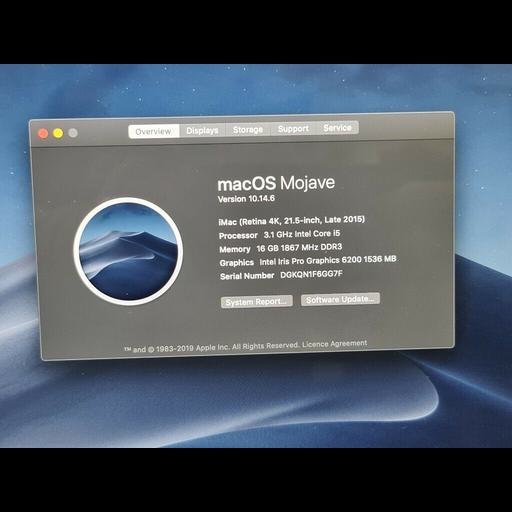 Overview Displays Storage Support Service
macOS Mojave
Version 10.14.6
iMac (Retina 4K, 21.5-inch, Late 2015)
Processor 3.1 GHz Intel Core i5
Memory 16 GB 1867 MHz DDR3
Graphics Intel Iris Pro Graphics 6200 1536 MB
Serial Number DGKQN1F6GG7F
System Report... Software Update...
™ and © 1983-2019 Apple Inc. All Rights Reserved. Licence Agreement